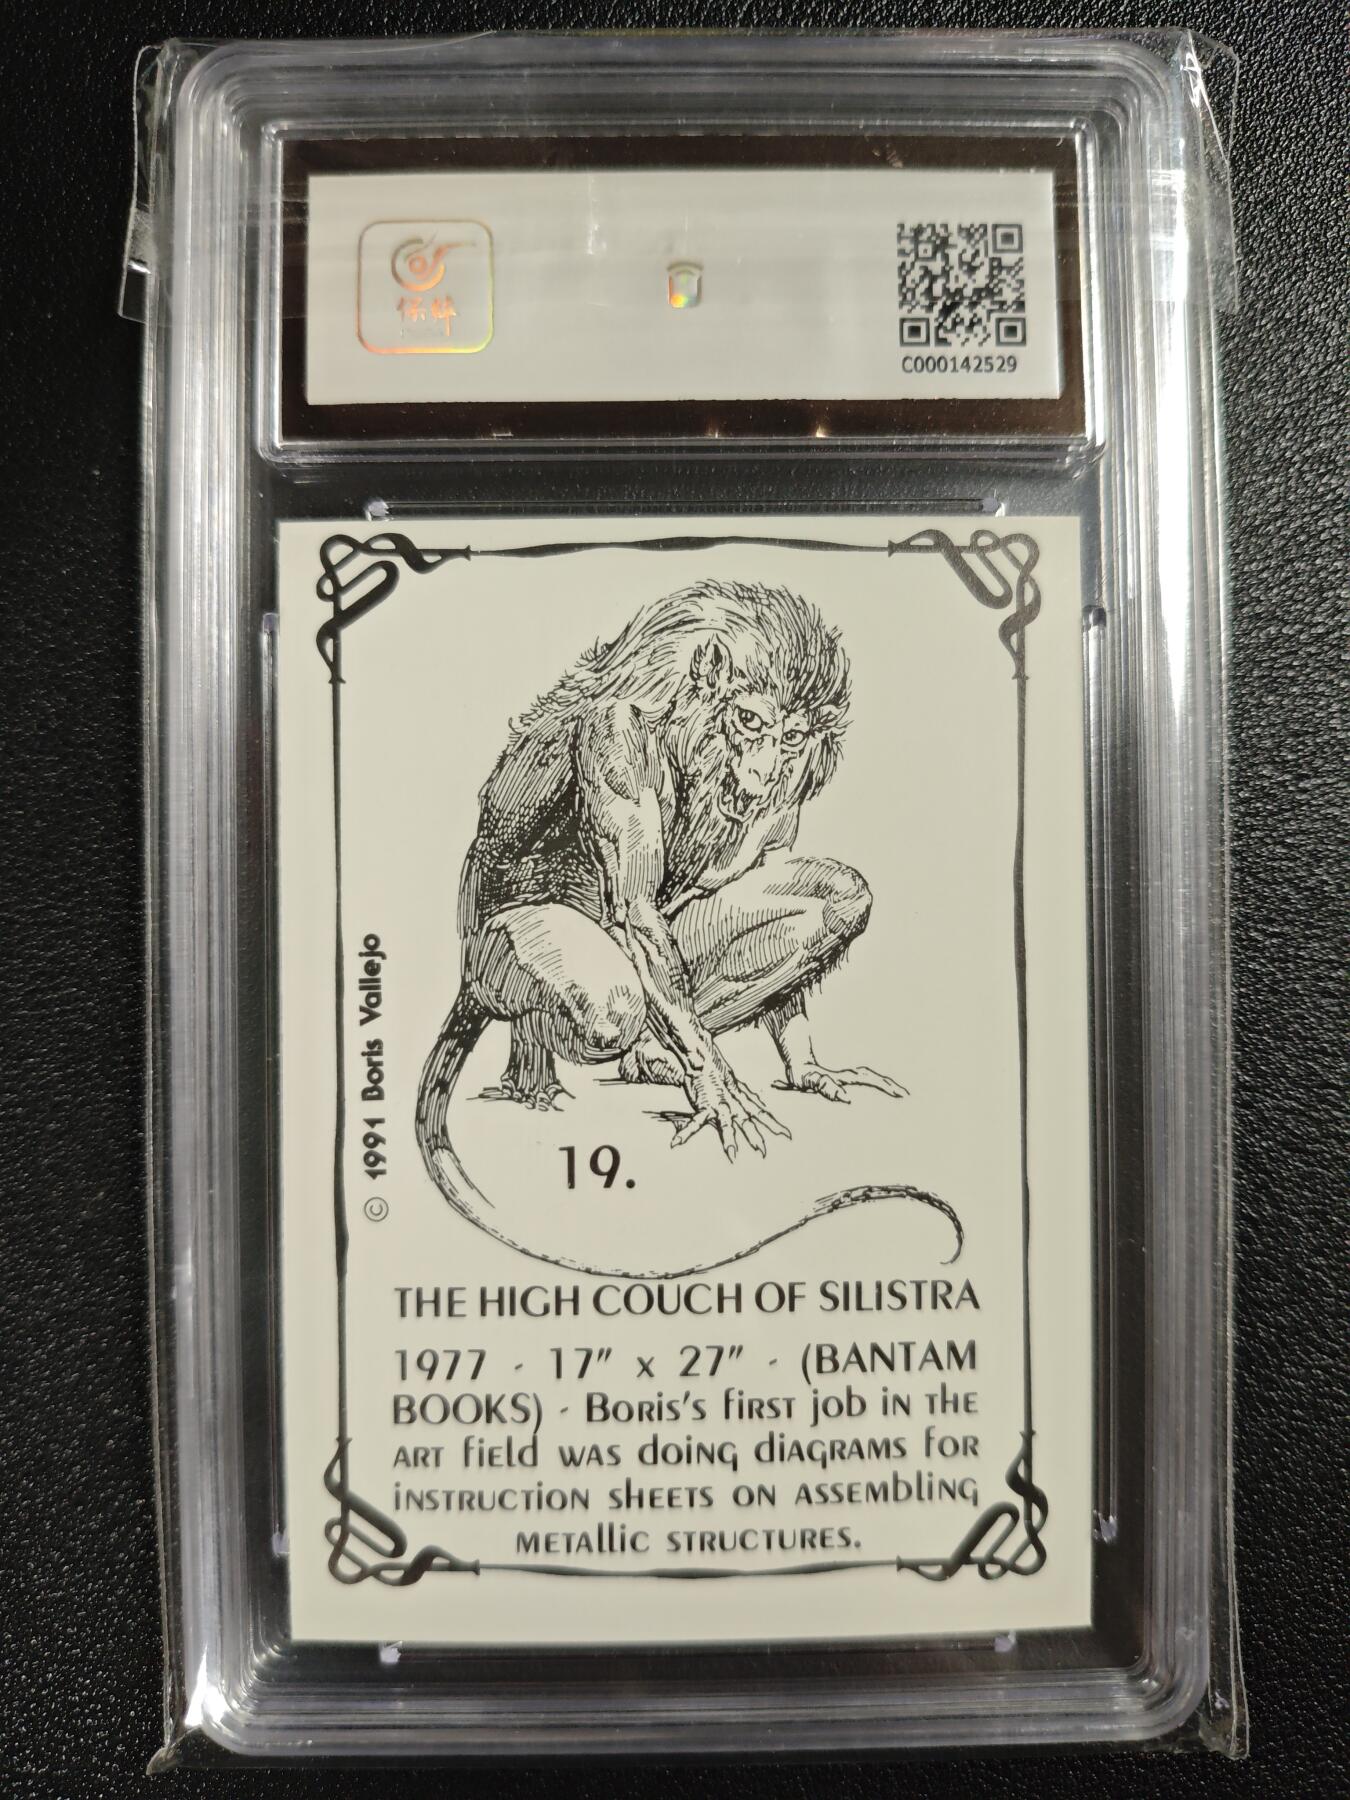 保粹
C000142529
© 1991 Boris Vallejo
19.
THE HIGH COUCH OF SILISTRA
1977 - 17" x 27" - (BANTAM
BOOKS) - Boris's first job in the
art field was doing diagrams for
instruction sheets on assembling
metallic structures.